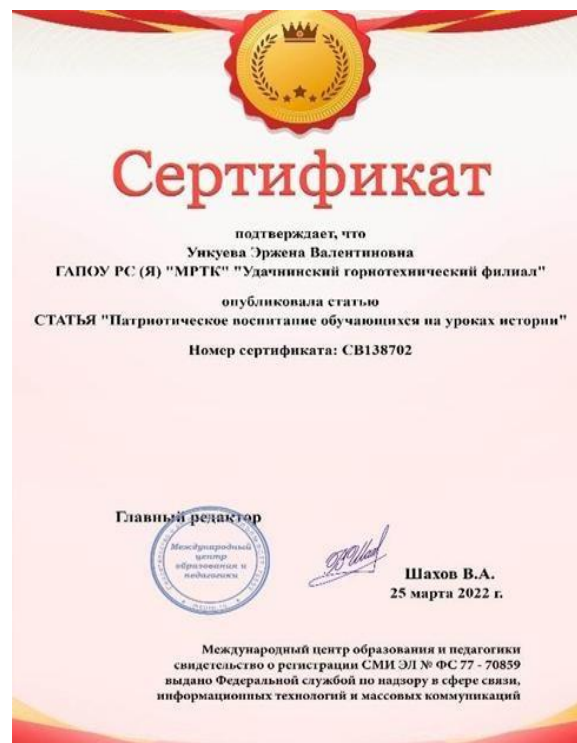 Сертификат
подтверждает, что
Уикуева Эржена Валентиновна
ГАПОУ РС (Я) "МРТК" "Удачнинский горнотехнический филиал"
опубликовала статью
СТАТЬЯ "Патриотическое воспитание обучающихся на уроках истории"
Номер сертификата: СВ138702
Главный редактор
Международный
центр
образования и
педагогики
Шахов В.А.
25 марта 2022 г.
Международный центр образования и педагогики
свидетельство о регистрации СМИ ЭЛ № ФС 77 - 70859
выдано Федеральной службой по надзору в сфере связи,
информационных технологий и массовых коммуникаций